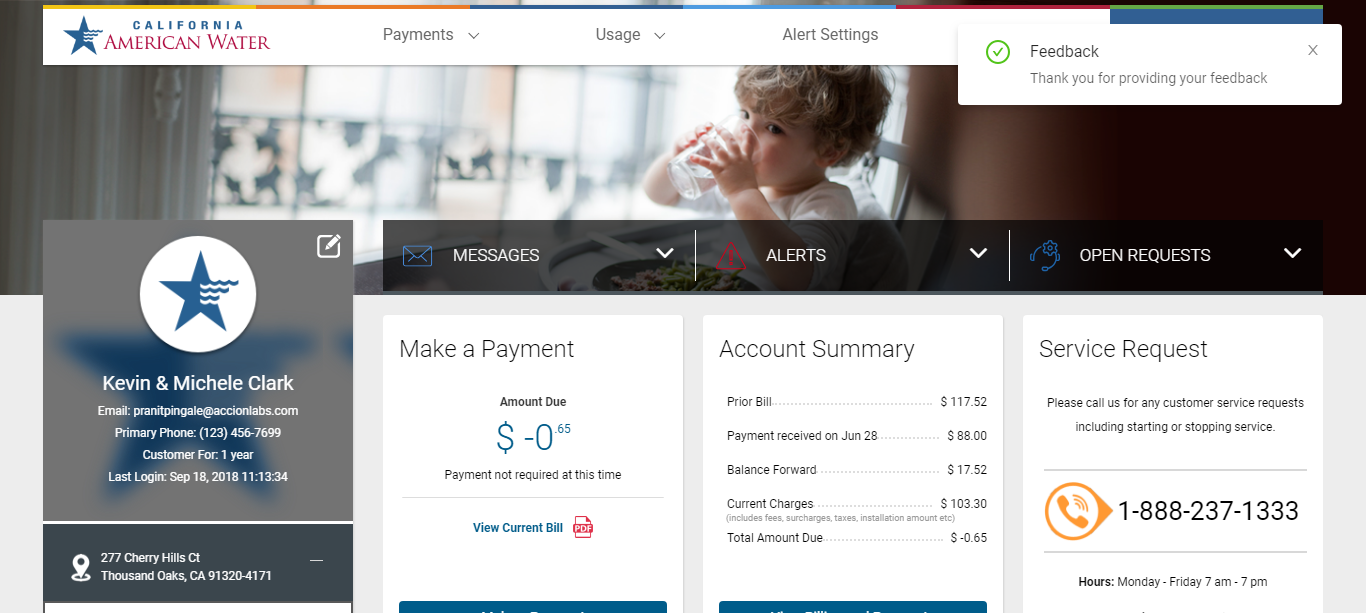 CALIFORNIA
AMERICAN WATER
Payments
Usage
Alert Settings
Feedback
Thank you for providing your feedback
MESSAGES
ALERTS
OPEN REQUESTS
Kevin & Michele Clark
Email: pranitpingale@accionlabs.com
Primary Phone: (123) 456-7699
Customer For: 1 year
Last Login: Sep 18, 2018 11:13:34
277 Cherry Hills Ct
Thousand Oaks, CA 91320-4171
Make a Payment
Amount Due
$ -0.65
Payment not required at this time
View Current Bill PDF
Account Summary
Prior Bill $ 117.52
Payment received on Jun 28 $ 88.00
Balance Forward $ 17.52
Current Charges $ 103.30
(includes fees, surcharges, taxes, installation amount etc)
Total Amount Due $ -0.65
Service Request
Please call us for any customer service requests
including starting or stopping service.
1-888-237-1333
Hours: Monday - Friday 7 am - 7 pm